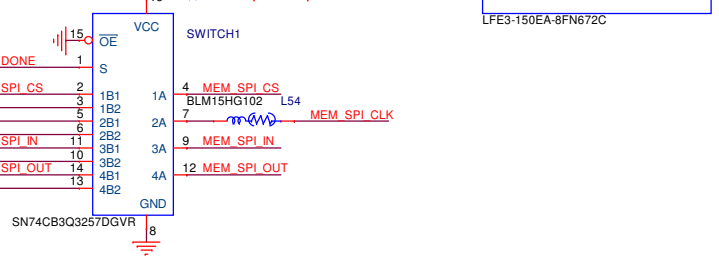 LFE3-150EA-8FN672C
VCC
SWITCH1
15
OE
DONE
1
S
SPI_CS
2
1B1
1A
4
MEM_SPI_CS
3
1B2
BLM15HG102
L54
5
2B1
2A
7
MEM_SPI_CLK
6
2B2
SPI_IN
11
3B1
3A
9
MEM_SPI_IN
10
3B2
SPI_OUT
14
4B1
4A
12
MEM_SPI_OUT
13
4B2
GND
SN74CB3Q3257DGVR
8